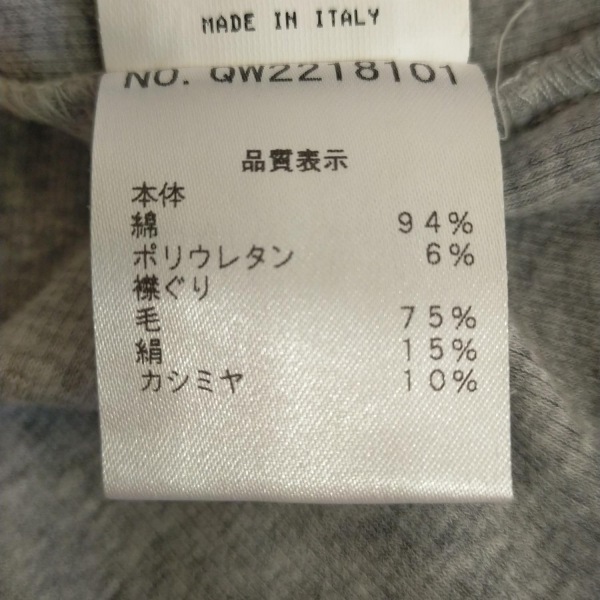 MADE IN ITALY
NO. QW2218101
品質表示
本体
綿 94%
ポリウレタン 6%
襟ぐり
毛 75%
絹 15%
カシミヤ 10%